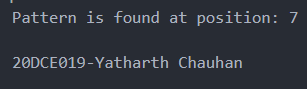 Pattern is found at position: 7
20DCE019-Yatharth Chauhan